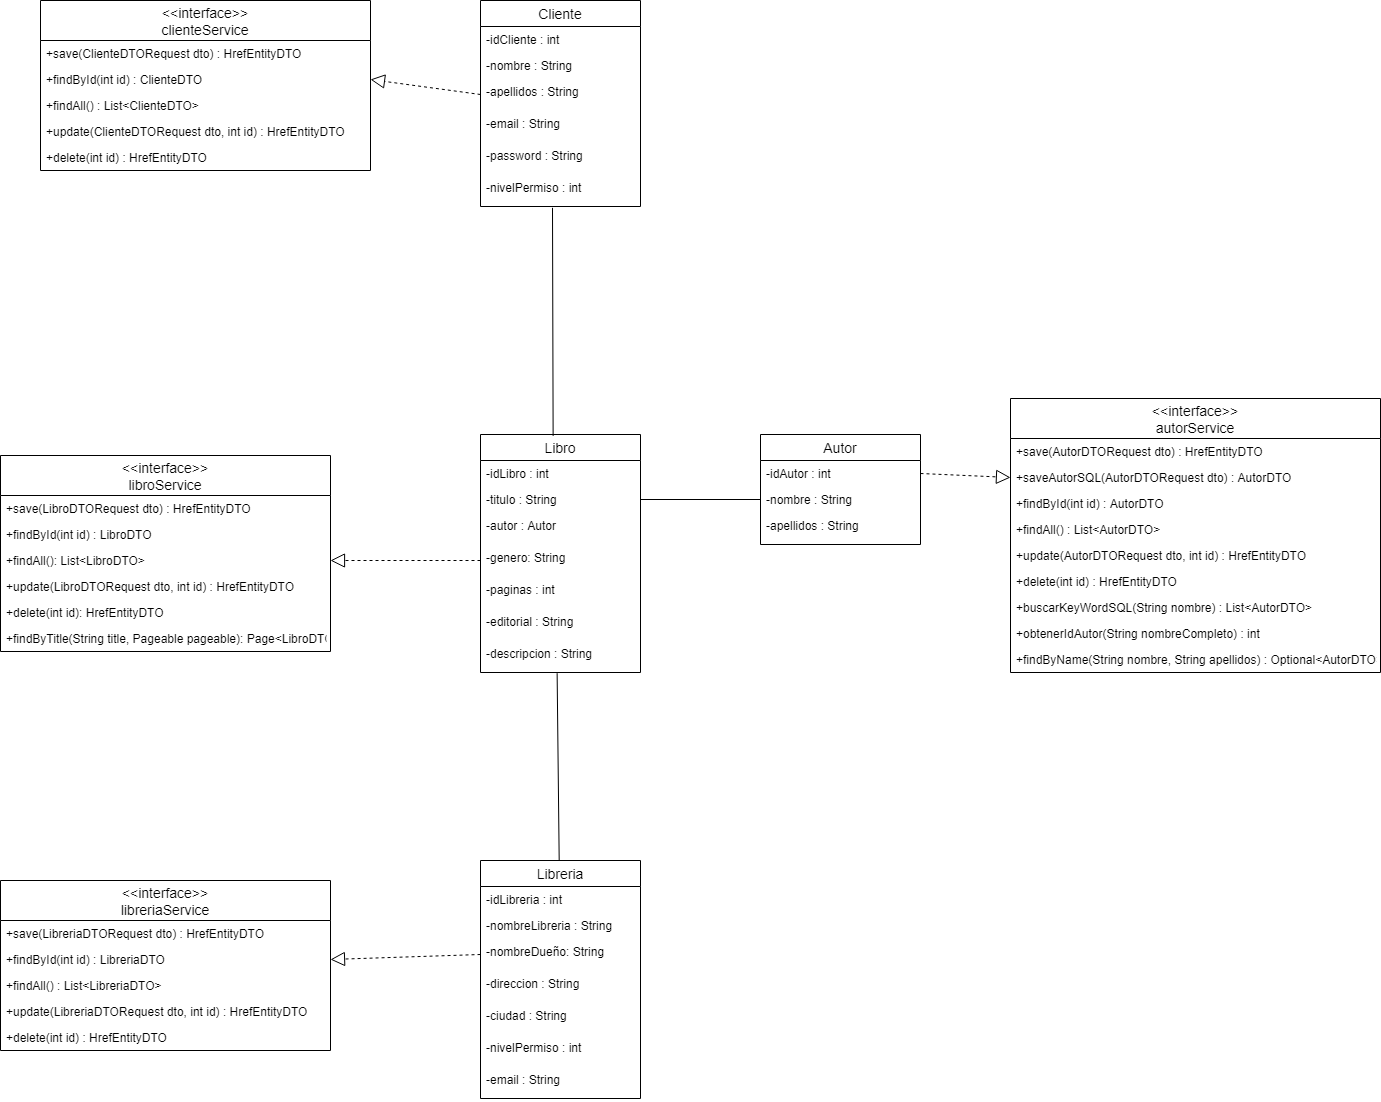 <<interface>>
clienteService
+save(ClienteDTORequest dto) : HrefEntityDTO
+findById(int id) : ClienteDTO
+findAll() : List<ClienteDTO>
+update(ClienteDTORequest dto, int id) : HrefEntityDTO
+delete(int id) : HrefEntityDTO
Cliente
-idCliente : int
-nombre : String
-apellidos : String
-email : String
-password : String
-nivelPermiso : int
<<interface>>
libroService
+save(LibroDTORequest dto) : HrefEntityDTO
+findById(int id) : LibroDTO
+findAll(): List<LibroDTO>
+update(LibroDTORequest dto, int id) : HrefEntityDTO
+delete(int id): HrefEntityDTO
+findByTitle(String title, Pageable pageable): Page<LibroDT
Libro
-idLibro : int
-titulo : String
-autor : Autor
-genero: String
-paginas : int
-editorial : String
-descripcion : String
Autor
-idAutor : int
-nombre : String
-apellidos : String
<<interface>>
autorService
+save(AutorDTORequest dto) : HrefEntityDTO
+saveAutorSQL(AutorDTORequest dto) : AutorDTO
+findById(int id) : AutorDTO
+findAll() : List<AutorDTO>
+update(AutorDTORequest dto, int id) : HrefEntityDTO
+delete(int id) : HrefEntityDTO
+buscarKeyWordSQL(String nombre) : List<AutorDTO>
+obtenerIdAutor(String nombreCompleto) : int
+findByName(String nombre, String apellidos) : Optional<AutorDTO
<<interface>>
libreriaService
+save(LibreriaDTORequest dto) : HrefEntityDTO
+findById(int id) : LibreriaDTO
+findAll() : List<LibreriaDTO>
+update(LibreriaDTORequest dto, int id) : HrefEntityDTO
+delete(int id) : HrefEntityDTO
Libreria
-idLibreria : int
-nombreLibreria : String
-nombreDueño: String
-direccion : String
-ciudad : String
-nivelPermiso : int
-email : String